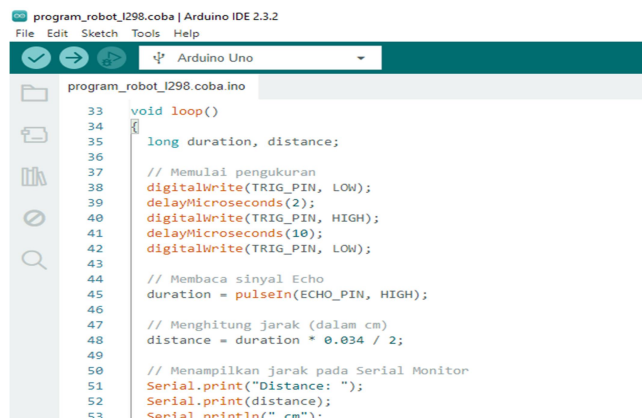 program_robot_l298.coba | Arduino IDE 2.3.2
File Edit Sketch Tools Help
Arduino Uno
program_robot_l298.coba.ino
33 void loop()
34 {
35 long duration, distance;
36
37 // Memulai pengukuran
38 digitalWrite(TRIG_PIN, LOW);
39 delayMicroseconds(2);
40 digitalWrite(TRIG_PIN, HIGH);
41 delayMicroseconds(10);
42 digitalWrite(TRIG_PIN, LOW);
43
44 // Membaca sinyal Echo
45 duration = pulseIn(ECHO_PIN, HIGH);
46
47 // Menghitung jarak (dalam cm)
48 distance = duration * 0.034 / 2;
49
50 // Menampilkan jarak pada Serial Monitor
51 Serial.print("Distance: ");
52 Serial.print(distance);
53 Serial.println(" cm");